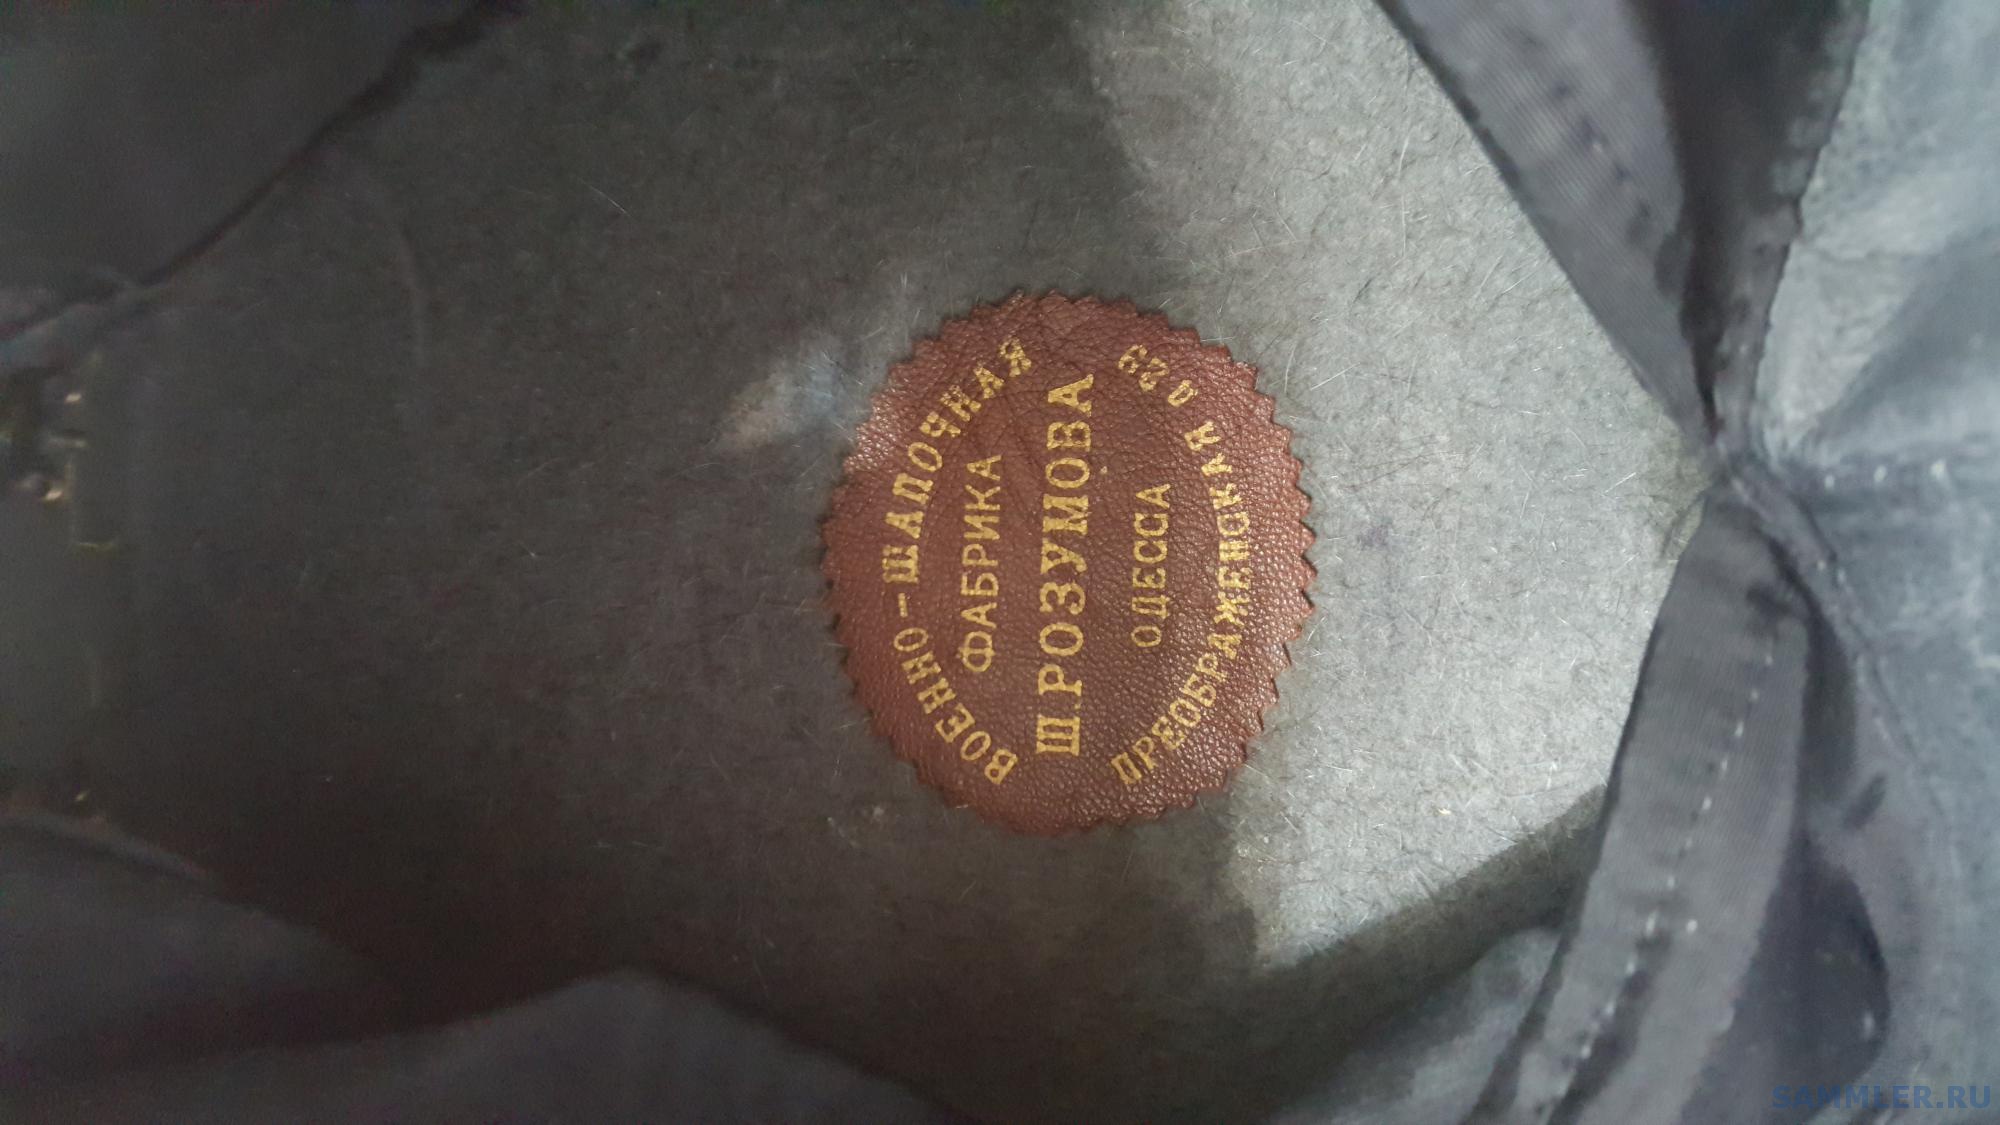 ВОЕННО-ШАПОЧНАЯ
ФАБРИКА
Ш.РОЗУМОВА
ОДЕССА
ПРЕОБРАЖЕНСКАЯ
SAMMLER.RU